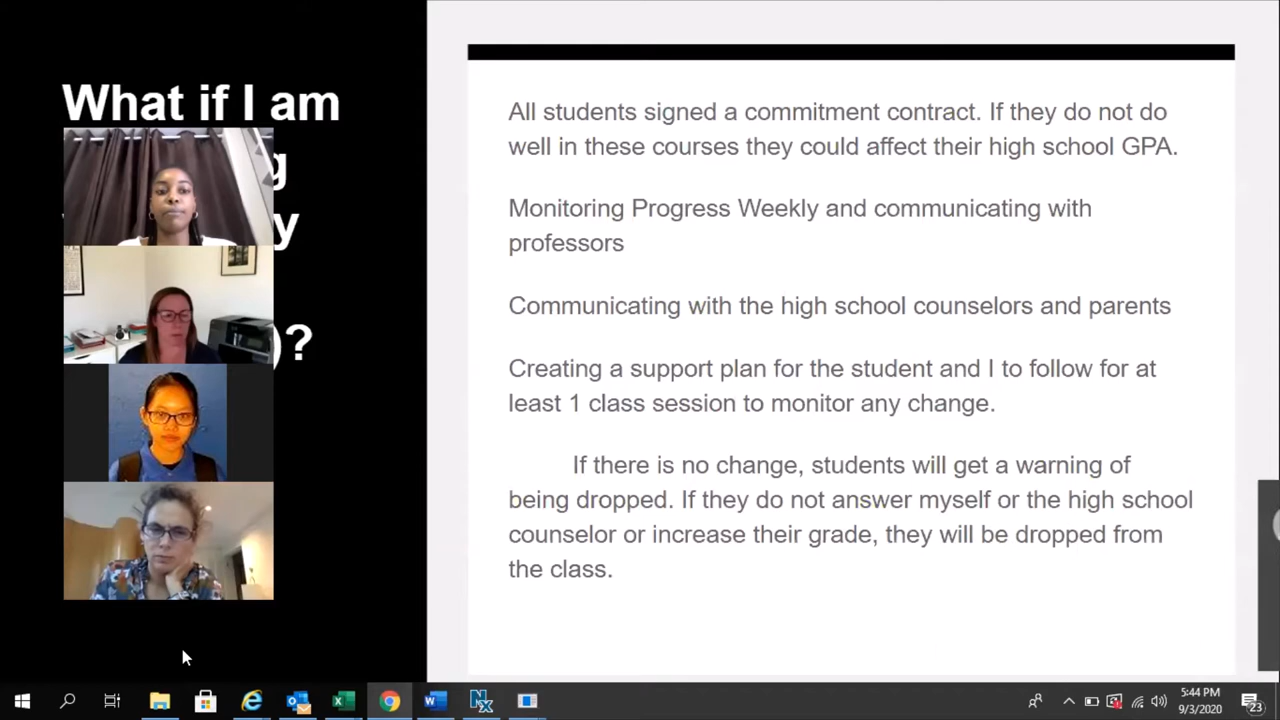 What if I am
g
y
)?
All students signed a commitment contract. If they do not do
well in these courses they could affect their high school GPA.
Monitoring Progress Weekly and communicating with
professors
Communicating with the high school counselors and parents
Creating a support plan for the student and I to follow for at
least 1 class session to monitor any change.
If there is no change, students will get a warning of
being dropped. If they do not answer myself or the high school
counselor or increase their grade, they will be dropped from
the class.
5:44 PM
9/3/2020
23